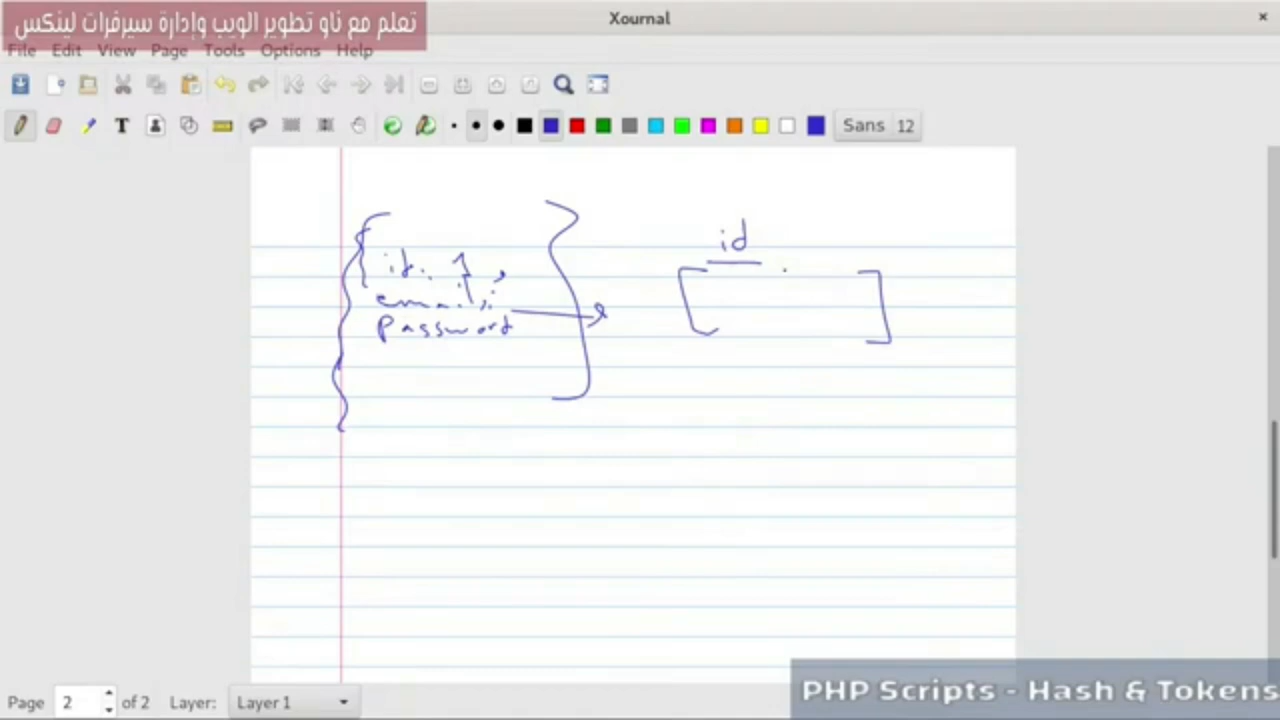 تعلم مع ناو تطوير الويب وإدارة سيرفرات لينكس
Xournal
File Edit View Page Tools Options Help
Sans 12
id
id: 1,
email:
Password
Page 2 of 2 Layer: Layer 1
PHP Scripts - Hash & Tokens